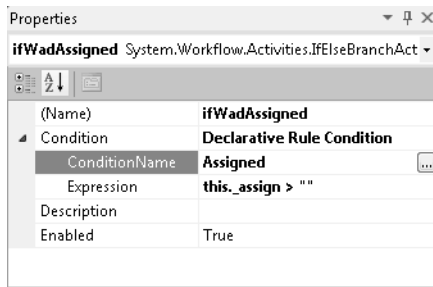 Properties
ifWadAssigned System.Workflow.Activities.IfElseBranchAct
(Name) ifWadAssigned
Condition Declarative Rule Condition
ConditionName Assigned ...
Expression this._assign > ""
Description
Enabled True